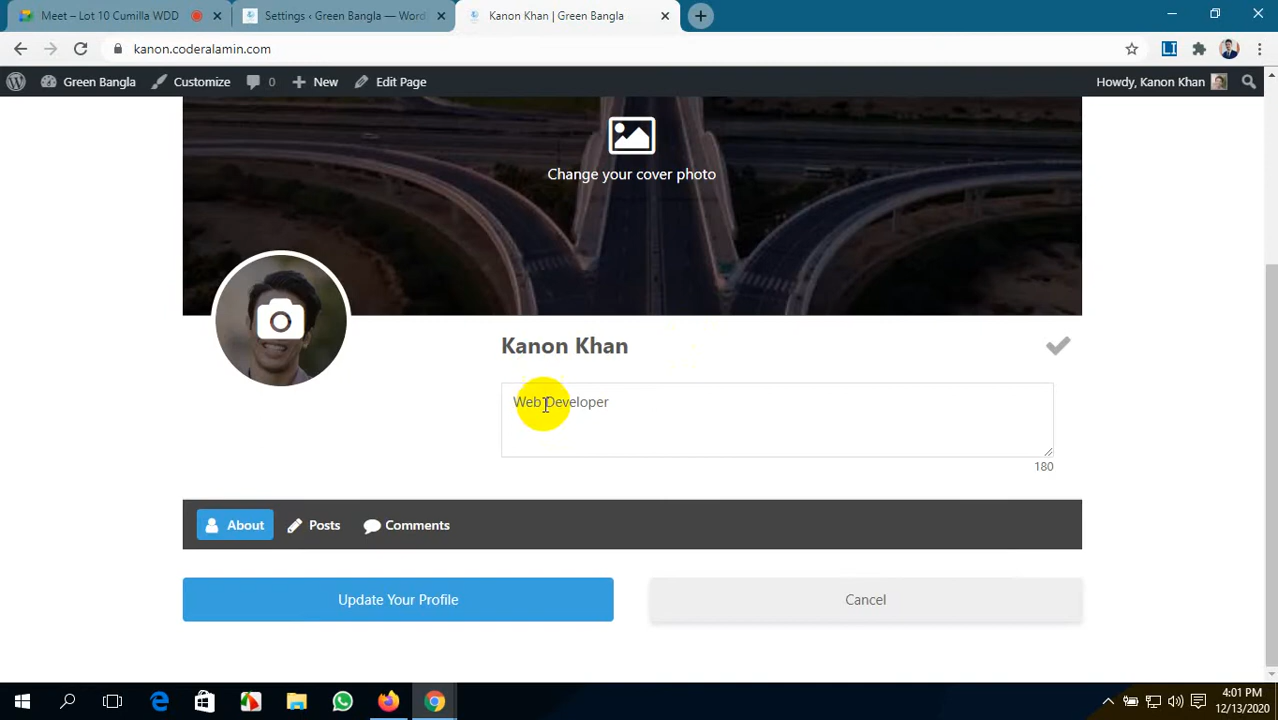 Meet – Lot 10 Cumilla WDD
Settings ‹ Green Bangla — Word
Kanon Khan | Green Bangla
kanon.coderalamin.com
Green Bangla
Customize
0
New
Edit Page
Howdy, Kanon Khan
Change your cover photo
Kanon Khan
Web Developer
180
About
Posts
Comments
Update Your Profile
Cancel
4:01 PM
12/13/2020